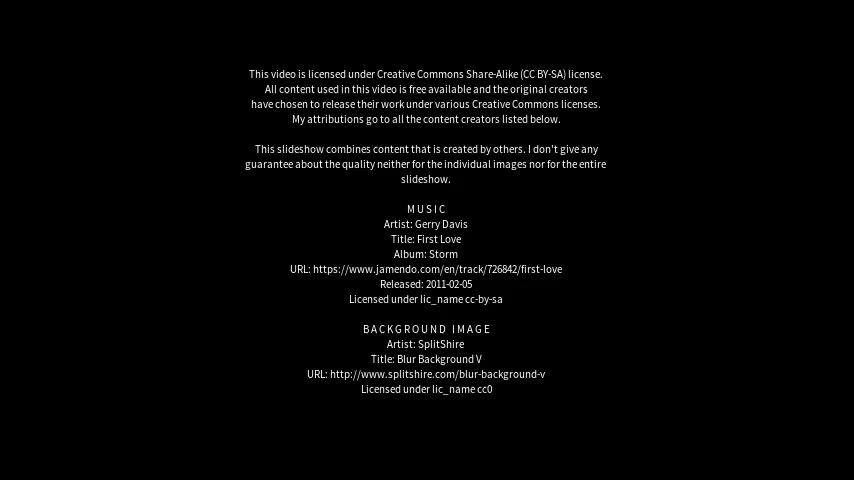 This video is licensed under Creative Commons Share-Alike (CC BY-SA) license.
All content used in this video is free available and the original creators
have chosen to release their work under various Creative Commons licenses.
My attributions go to all the content creators listed below.
This slideshow combines content that is created by others. I don't give any
guarantee about the quality neither for the individual images nor for the entire
slideshow.
MUSIC
Artist: Gerry Davis
Title: First Love
Album: Storm
URL: https://www.jamendo.com/en/track/726842/first-love
Released: 2011-02-05
Licensed under lic_name cc-by-sa
BACKGROUND IMAGE
Artist: SplitShire
Title: Blur Background V
URL: http://www.splitshire.com/blur-background-v
Licensed under lic_name cc0